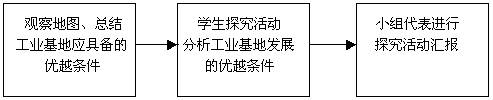 观察地图、总结
工业基地应具备的
优越条件
学生探究活动
分析工业基地发展
的优越条件
小组代表进行
探究活动汇报